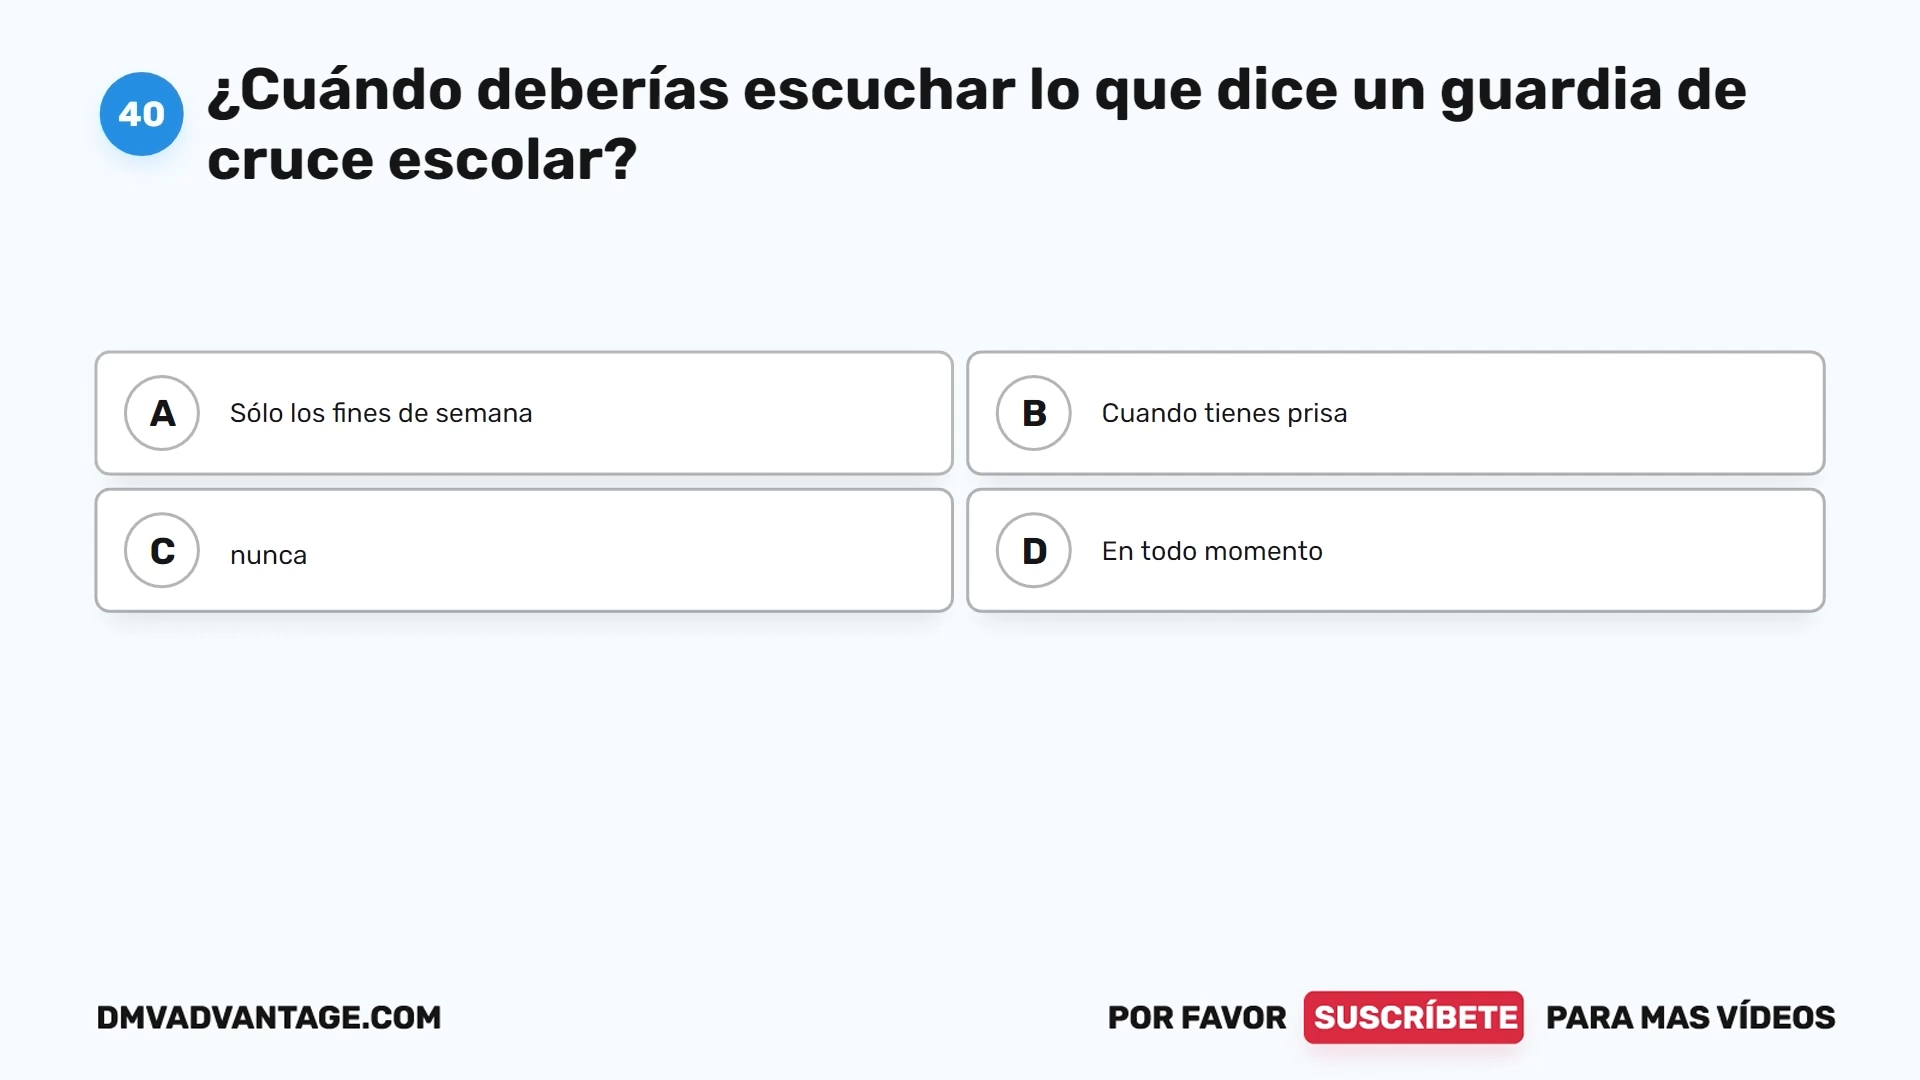 40
¿Cuándo deberías escuchar lo que dice un guardia de
cruce escolar?
A Sólo los fines de semana
B Cuando tienes prisa
C nunca
D En todo momento
DMVADVANTAGE.COM
POR FAVOR SUSCRÍBETE PARA MAS VÍDEOS